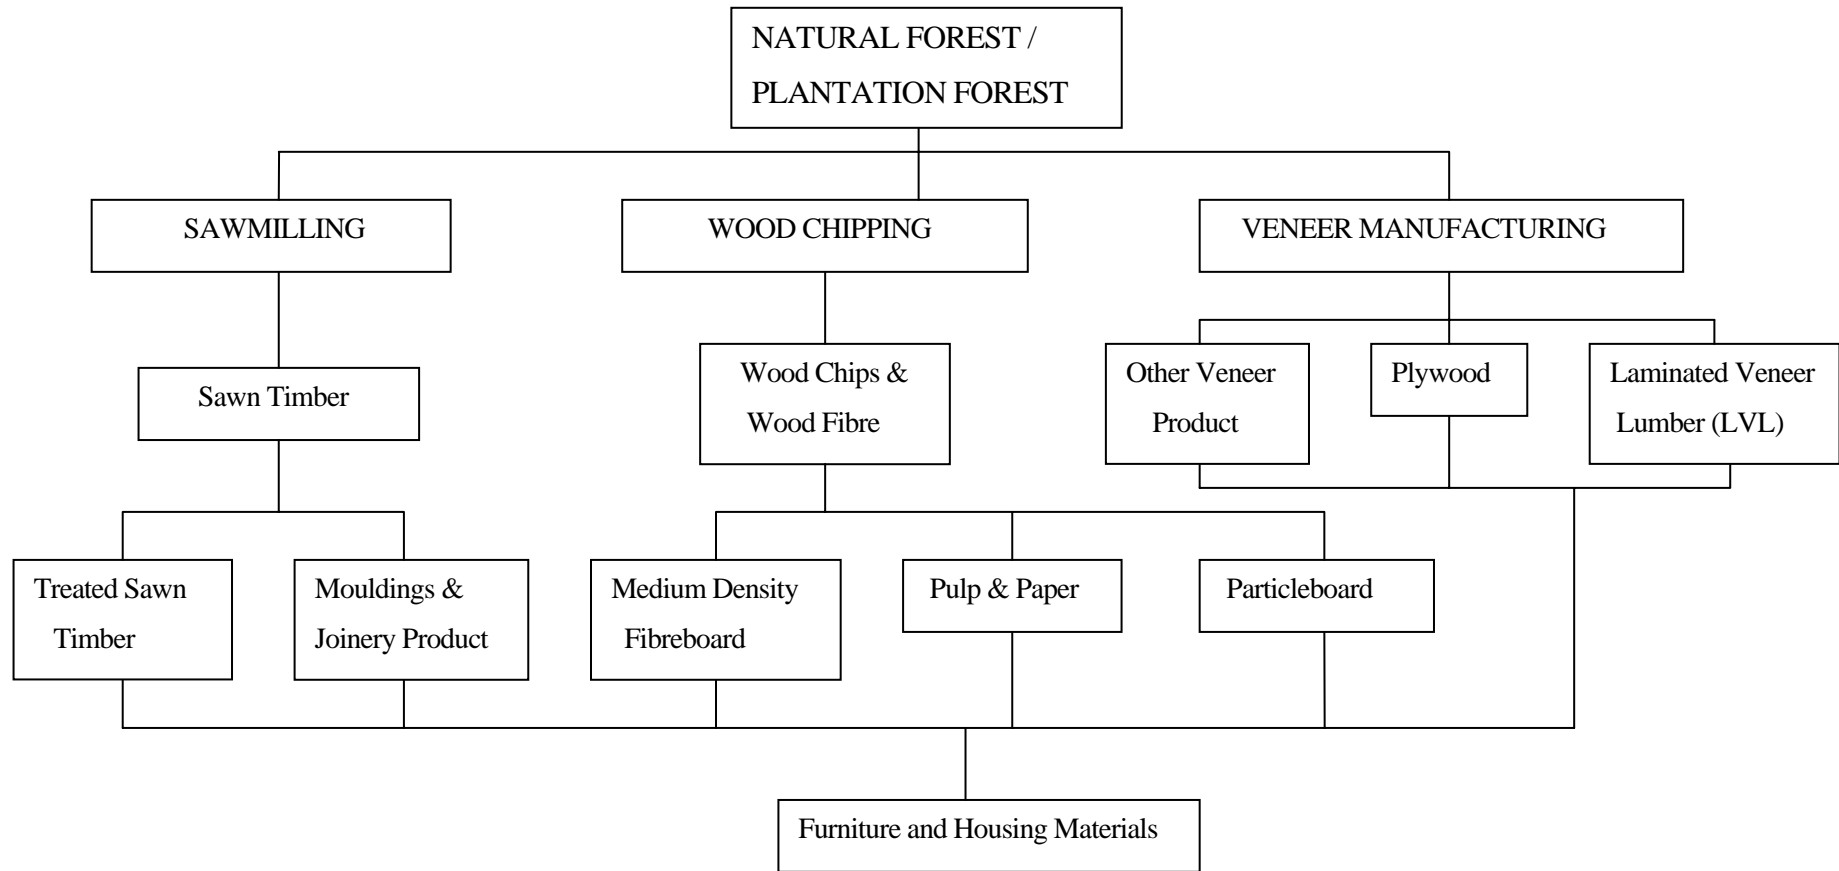 NATURAL FOREST /
PLANTATION FOREST
SAWMILLING
WOOD CHIPPING
VENEER MANUFACTURING
Sawn Timber
Wood Chips &
Wood Fibre
Other Veneer
Product
Plywood
Laminated Veneer
Lumber (LVL)
Treated Sawn
Timber
Mouldings &
Joinery Product
Medium Density
Fibreboard
Pulp & Paper
Particleboard
Furniture and Housing Materials